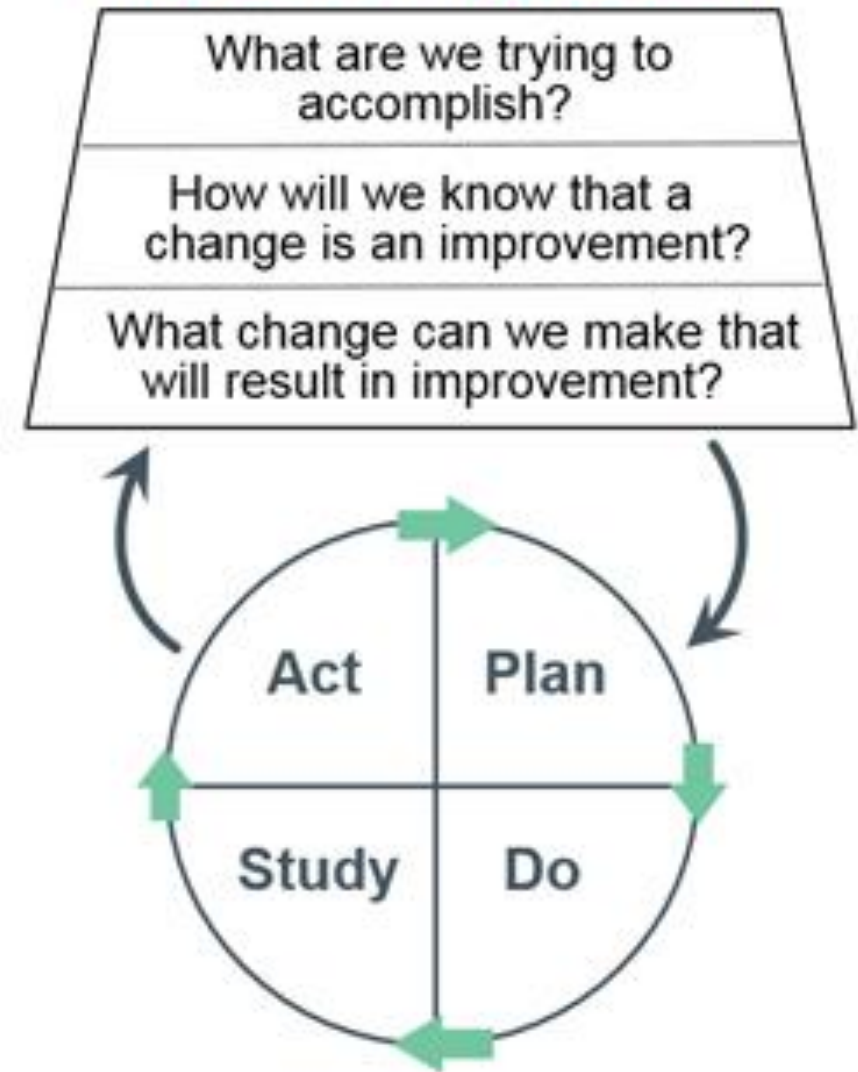 What are we trying to
accomplish?
How will we know that a
change is an improvement?
What change can we make that
will result in improvement?
Act
Plan
Study
Do